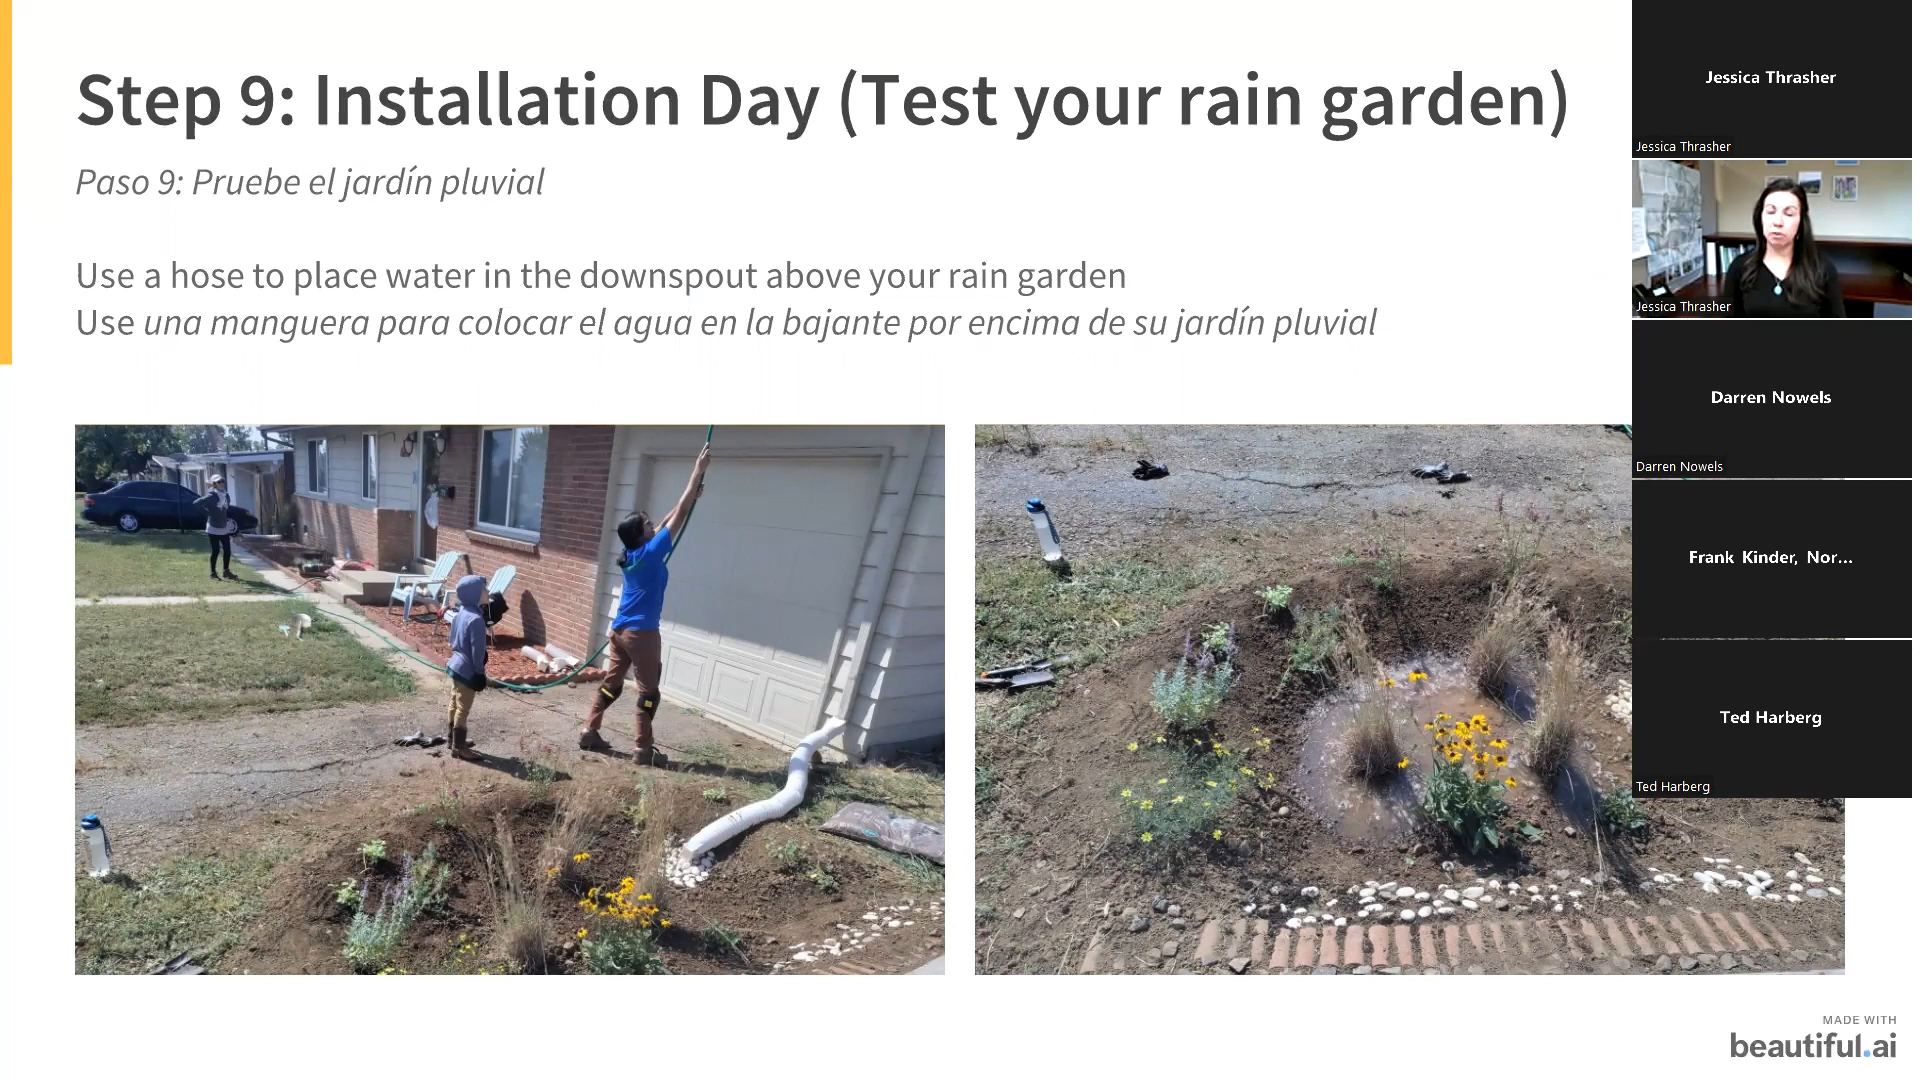 Step 9: Installation Day (Test your rain garden)
Paso 9: Pruebe el jardín pluvial
Use a hose to place water in the downspout above your rain garden
Use una manguera para colocar el agua en la bajante por encima de su jardín pluvial
Jessica Thrasher
Jessica Thrasher
Jessica Thrasher
Darren Nowels
Darren Nowels
Frank Kinder, Nor...
Ted Harberg
Ted Harberg
MADE WITH
beautiful.ai